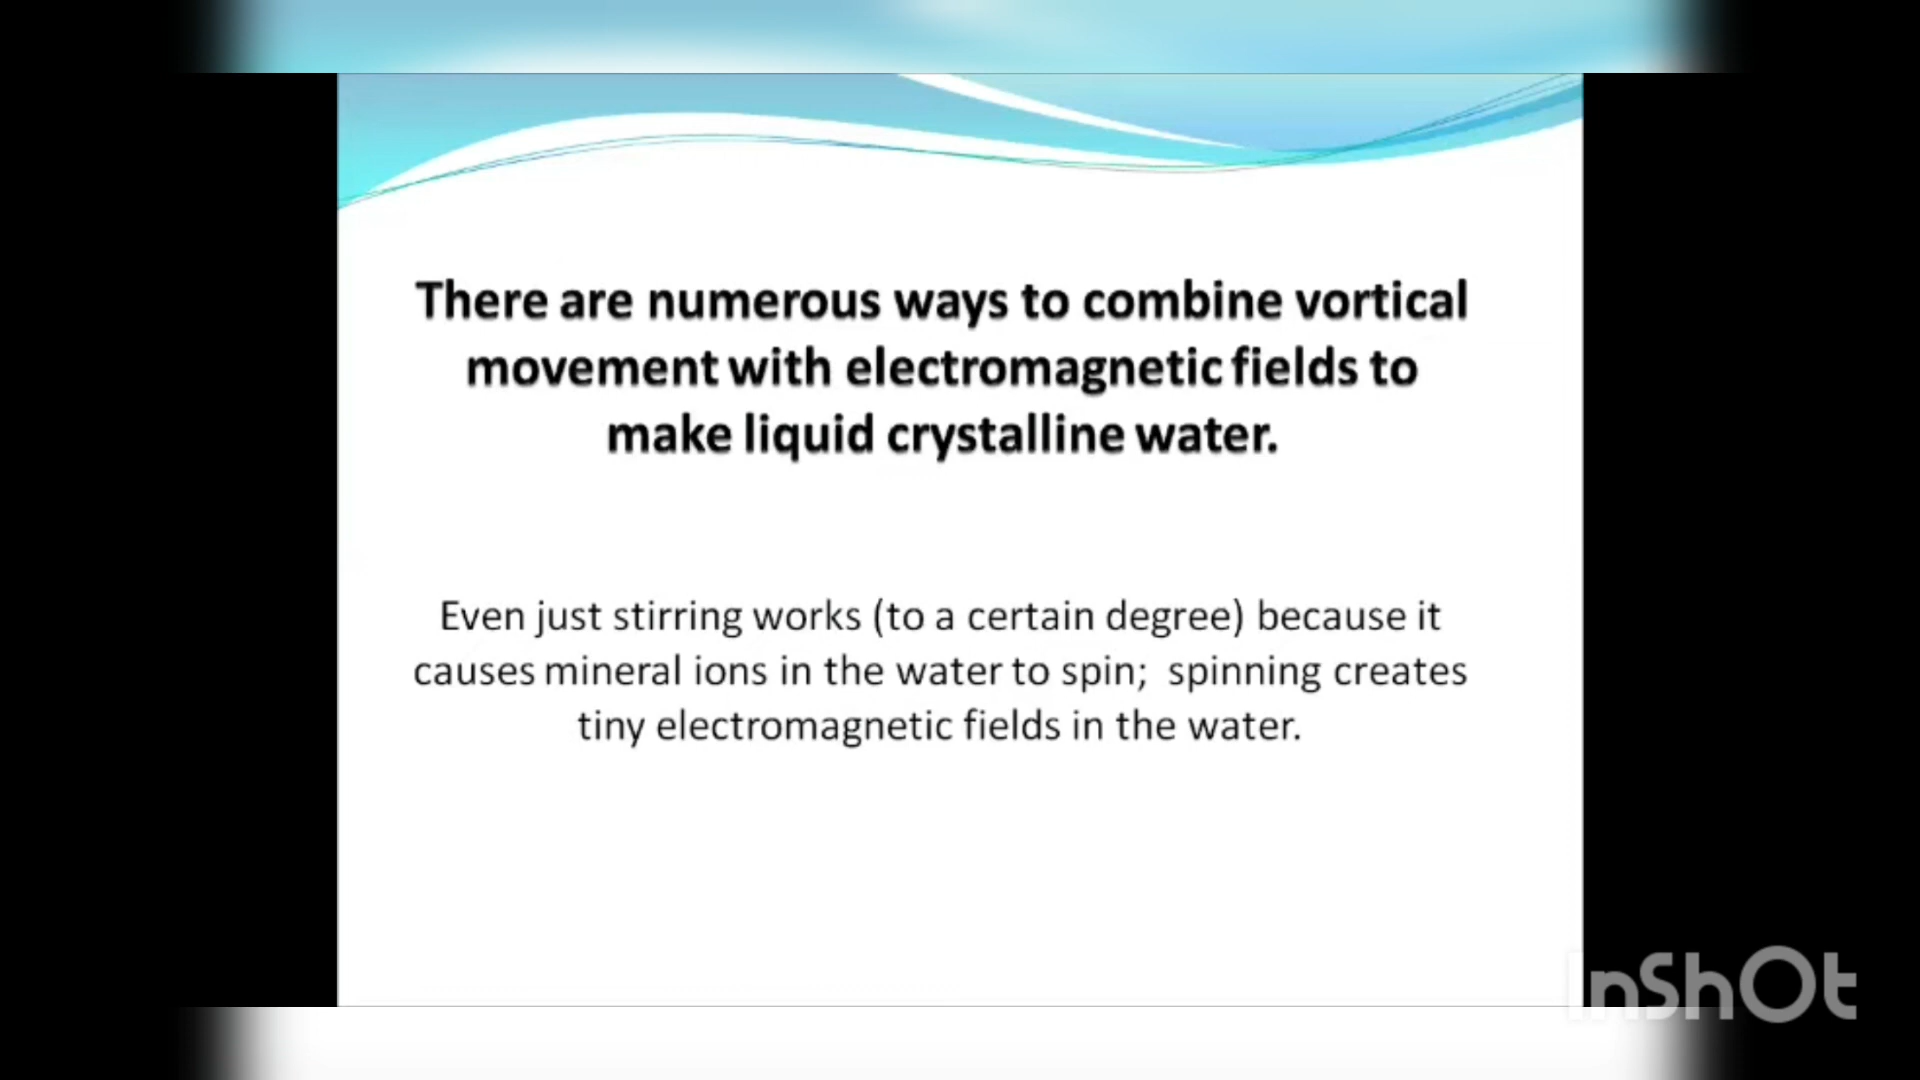 There are numerous ways to combine vortical
movement with electromagnetic fields to
make liquid crystalline water.
Even just stirring works (to a certain degree) because it
causes mineral ions in the water to spin; spinning creates
tiny electromagnetic fields in the water.
InShOt